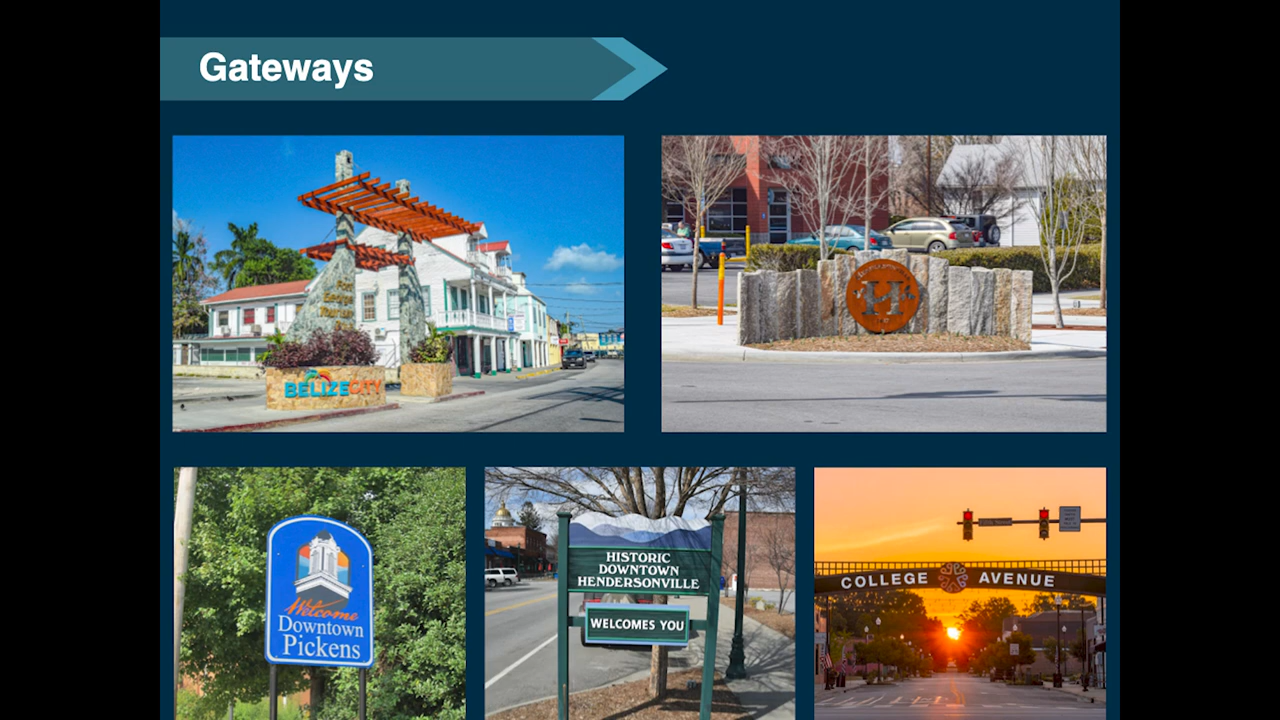 Gateways
BELIZE CITY
H
Welcome
Downtown
Pickens
HISTORIC
DOWNTOWN
HENDERSONVILLE
WELCOMES YOU
COLLEGE AVENUE